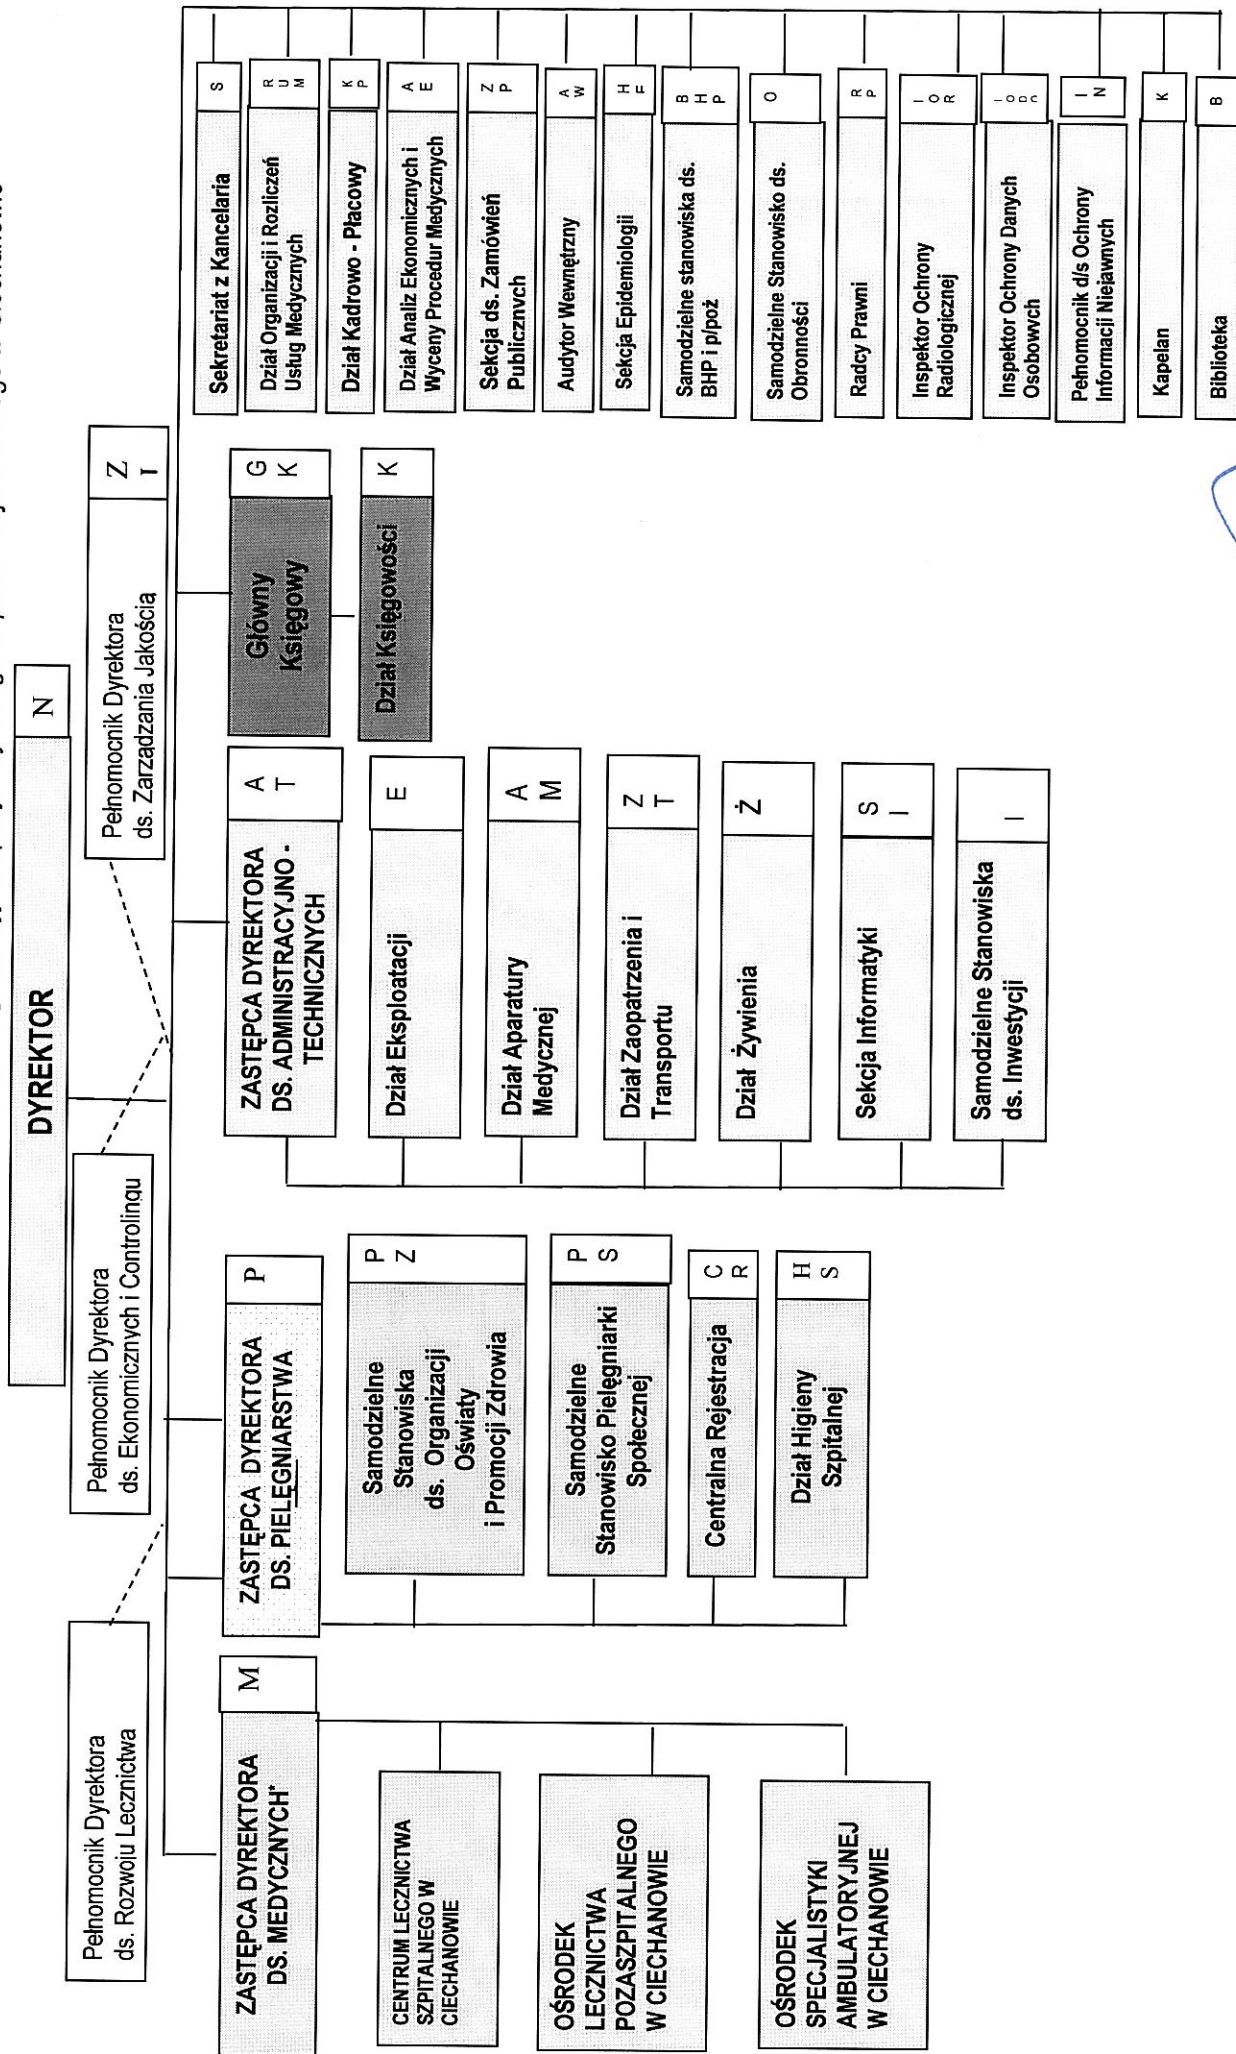 DYREKTOR
N
Pełnomocnik Dyrektora
ds. Rozwoju Lecznictwa
Pełnomocnik Dyrektora
ds. Ekonomicznych i Controlingu
Pełnomocnik Dyrektora
ds. Zarządzania Jakością
Z
I
ZASTĘPCA DYREKTORA
DS. MEDYCZNYCH*
M
CENTRUM LECZNICTWA
SZPITALNEGO W
CIECHANOWIE
OŚRODEK
LECZNICTWA
POZASZPITALNEGO
W CIECHANOWIE
OŚRODEK
SPECJALISTYKI
AMBULATORYJNEJ
W CIECHANOWIE
ZASTĘPCA DYREKTORA
DS. PIELĘGNIARSTWA
P
Samodzielne
Stanowiska
ds. Organizacji
Oświaty
i Promocji Zdrowia
P
Z
Samodzielne
Stanowisko Pielęgniarki
Społecznej
P
S
Centralna Rejestracja
C
R
Dział Higieny
Szpitalnej
H
S
ZASTĘPCA DYREKTORA
DS. ADMINISTRACYJNO -
TECHNICZNYCH
A
T
Dział Eksploatacji
E
Dział Aparatury
Medycznej
A
M
Dział Zaopatrzenia i
Transportu
Z
T
Dział Żywienia
Ż
Sekcja Informatyki
S
I
Samodzielne Stanowiska
ds. Inwestycji
I
Główny
Księgowy
G
K
Dział Księgowości
K
Sekretariat z Kancelaria
S
Dział Organizacji i Rozliczeń
Usług Medycznych
R
U
M
Dział Kadrowo - Płacowy
K
P
Dział Analiz Ekonomicznych i
Wyceny Procedur Medycznych
A
E
Sekcja ds. Zamówień
Publicznych
Z
P
Audytor Wewnętrzny
A
W
Sekcja Epidemiologii
H
F
Samodzielne stanowiska ds.
BHP i p/poż
B
H
P
Samodzielne Stanowisko ds.
Obronności
O
Radcy Prawni
R
P
Inspektor Ochrony
Radiologicznej
I
O
R
Inspektor Ochrony Danych
Osobowych
I
O
D
Pełnomocnik d/s Ochrony
Informacji Niejawnych
I
N
Kapelan
K
Biblioteka
B